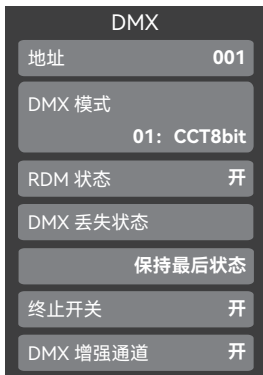 DMX
地址 001
DMX 模式
01: CCT8bit
RDM 状态 开
DMX 丢失状态
保持最后状态
终止开关 开
DMX 增强通道 开